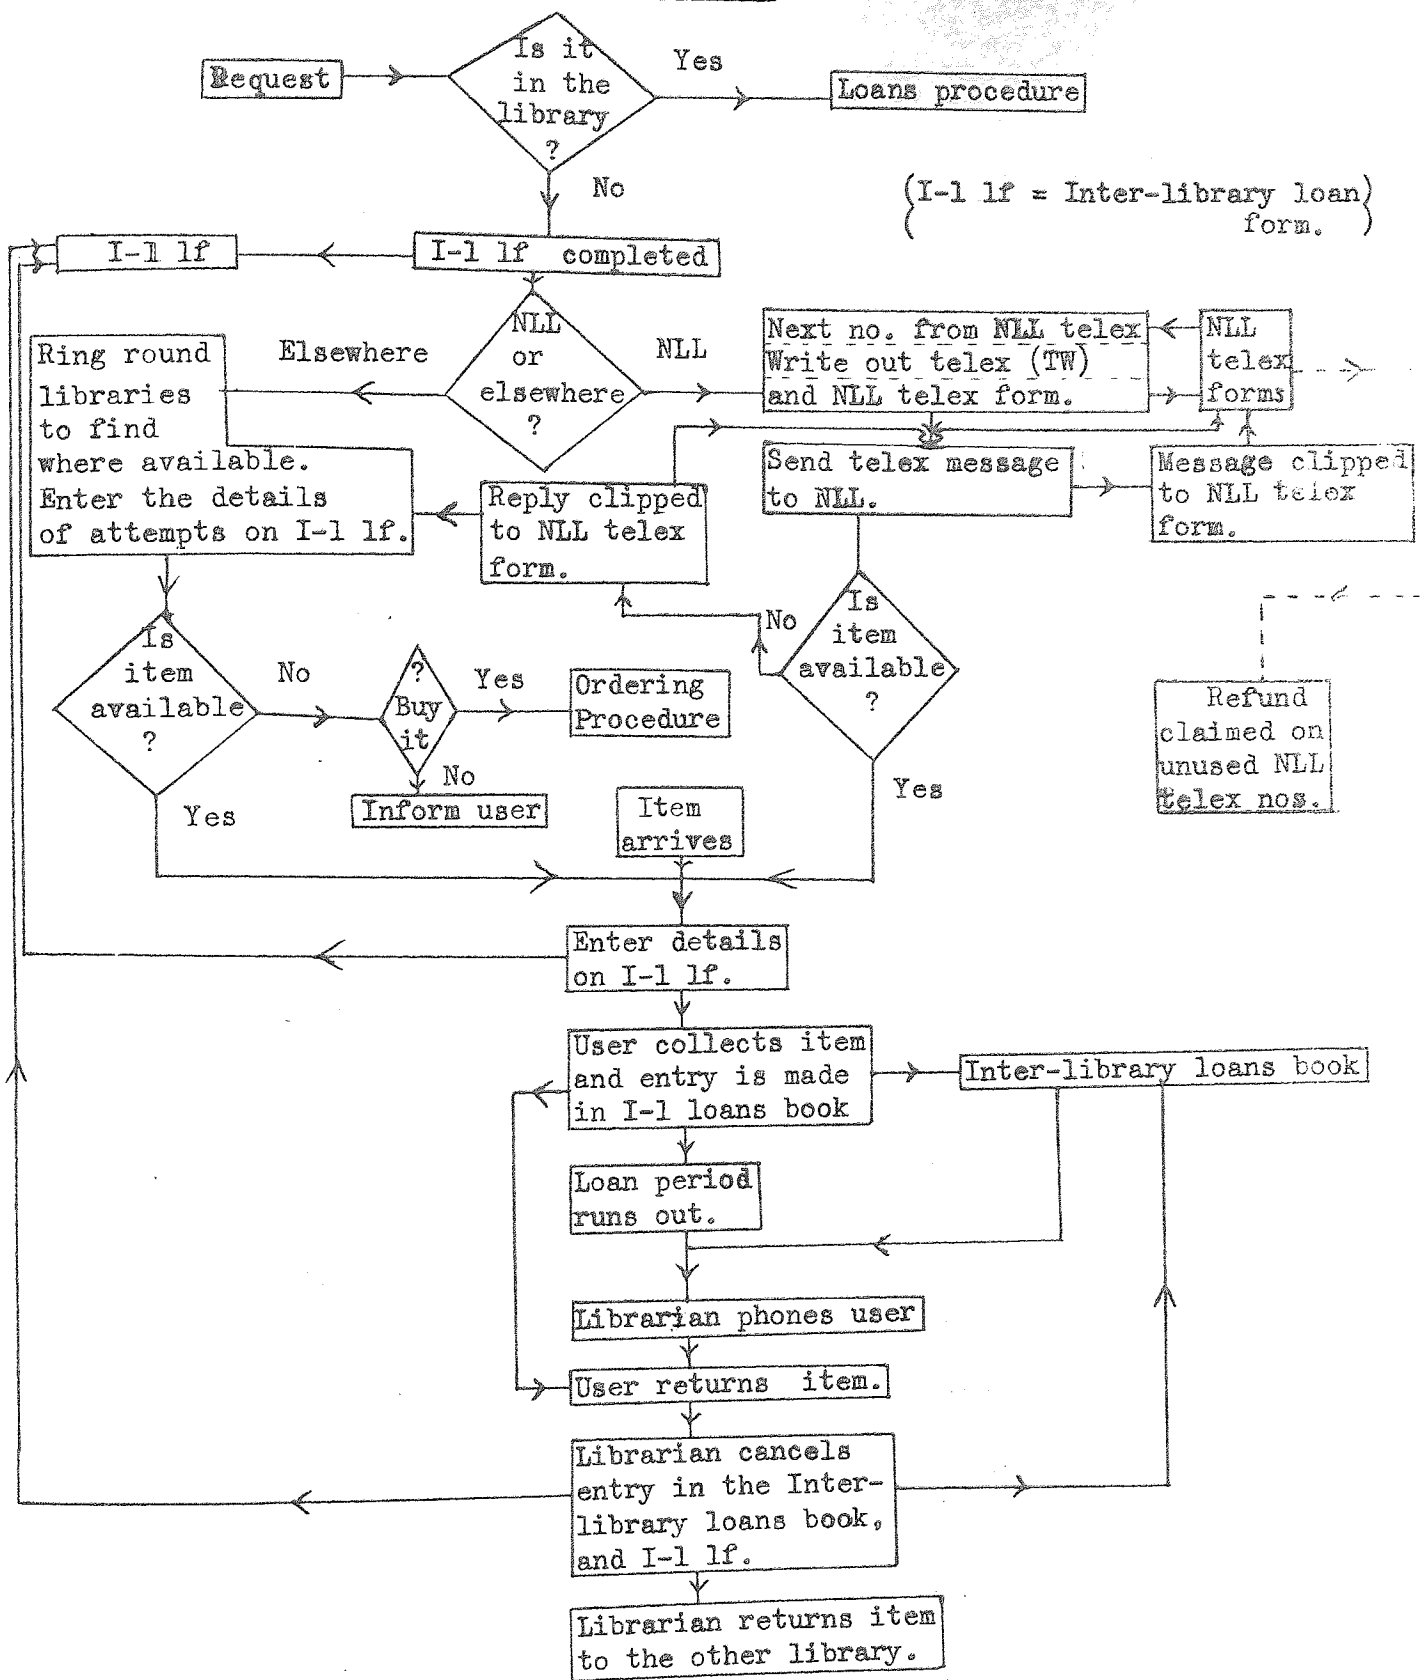 Request
Is it
in the
library
?
Yes
Loans procedure
No
(I-l lf = Inter-library loan)
( form. )
I-l lf
I-l lf completed
NLL
or
elsewhere
?
Elsewhere
NLL
Ring round
libraries
to find
where available.
Enter the details
of attempts on I-l lf.
Next no. from NLL telex
Write out telex (TW)
and NLL telex form.
NLL
telex
forms
Reply clipped
to NLL telex
form.
Send telex message
to NLL.
Message clipped
to NLL telex
form.
Is
item
available
?
No
?
Buy
it
Yes
Ordering
Procedure
No
Inform user
Yes
No
Is
item
available
?
Yes
Refund
claimed on
unused NLL
telex nos.
Item
arrives
Enter details
on I-l lf.
User collects item
and entry is made
in I-l loans book
Inter-library loans book
Loan period
runs out.
Librarian phones user
User returns item.
Librarian cancels
entry in the Inter-
library loans book,
and I-l lf.
Librarian returns item
to the other library.